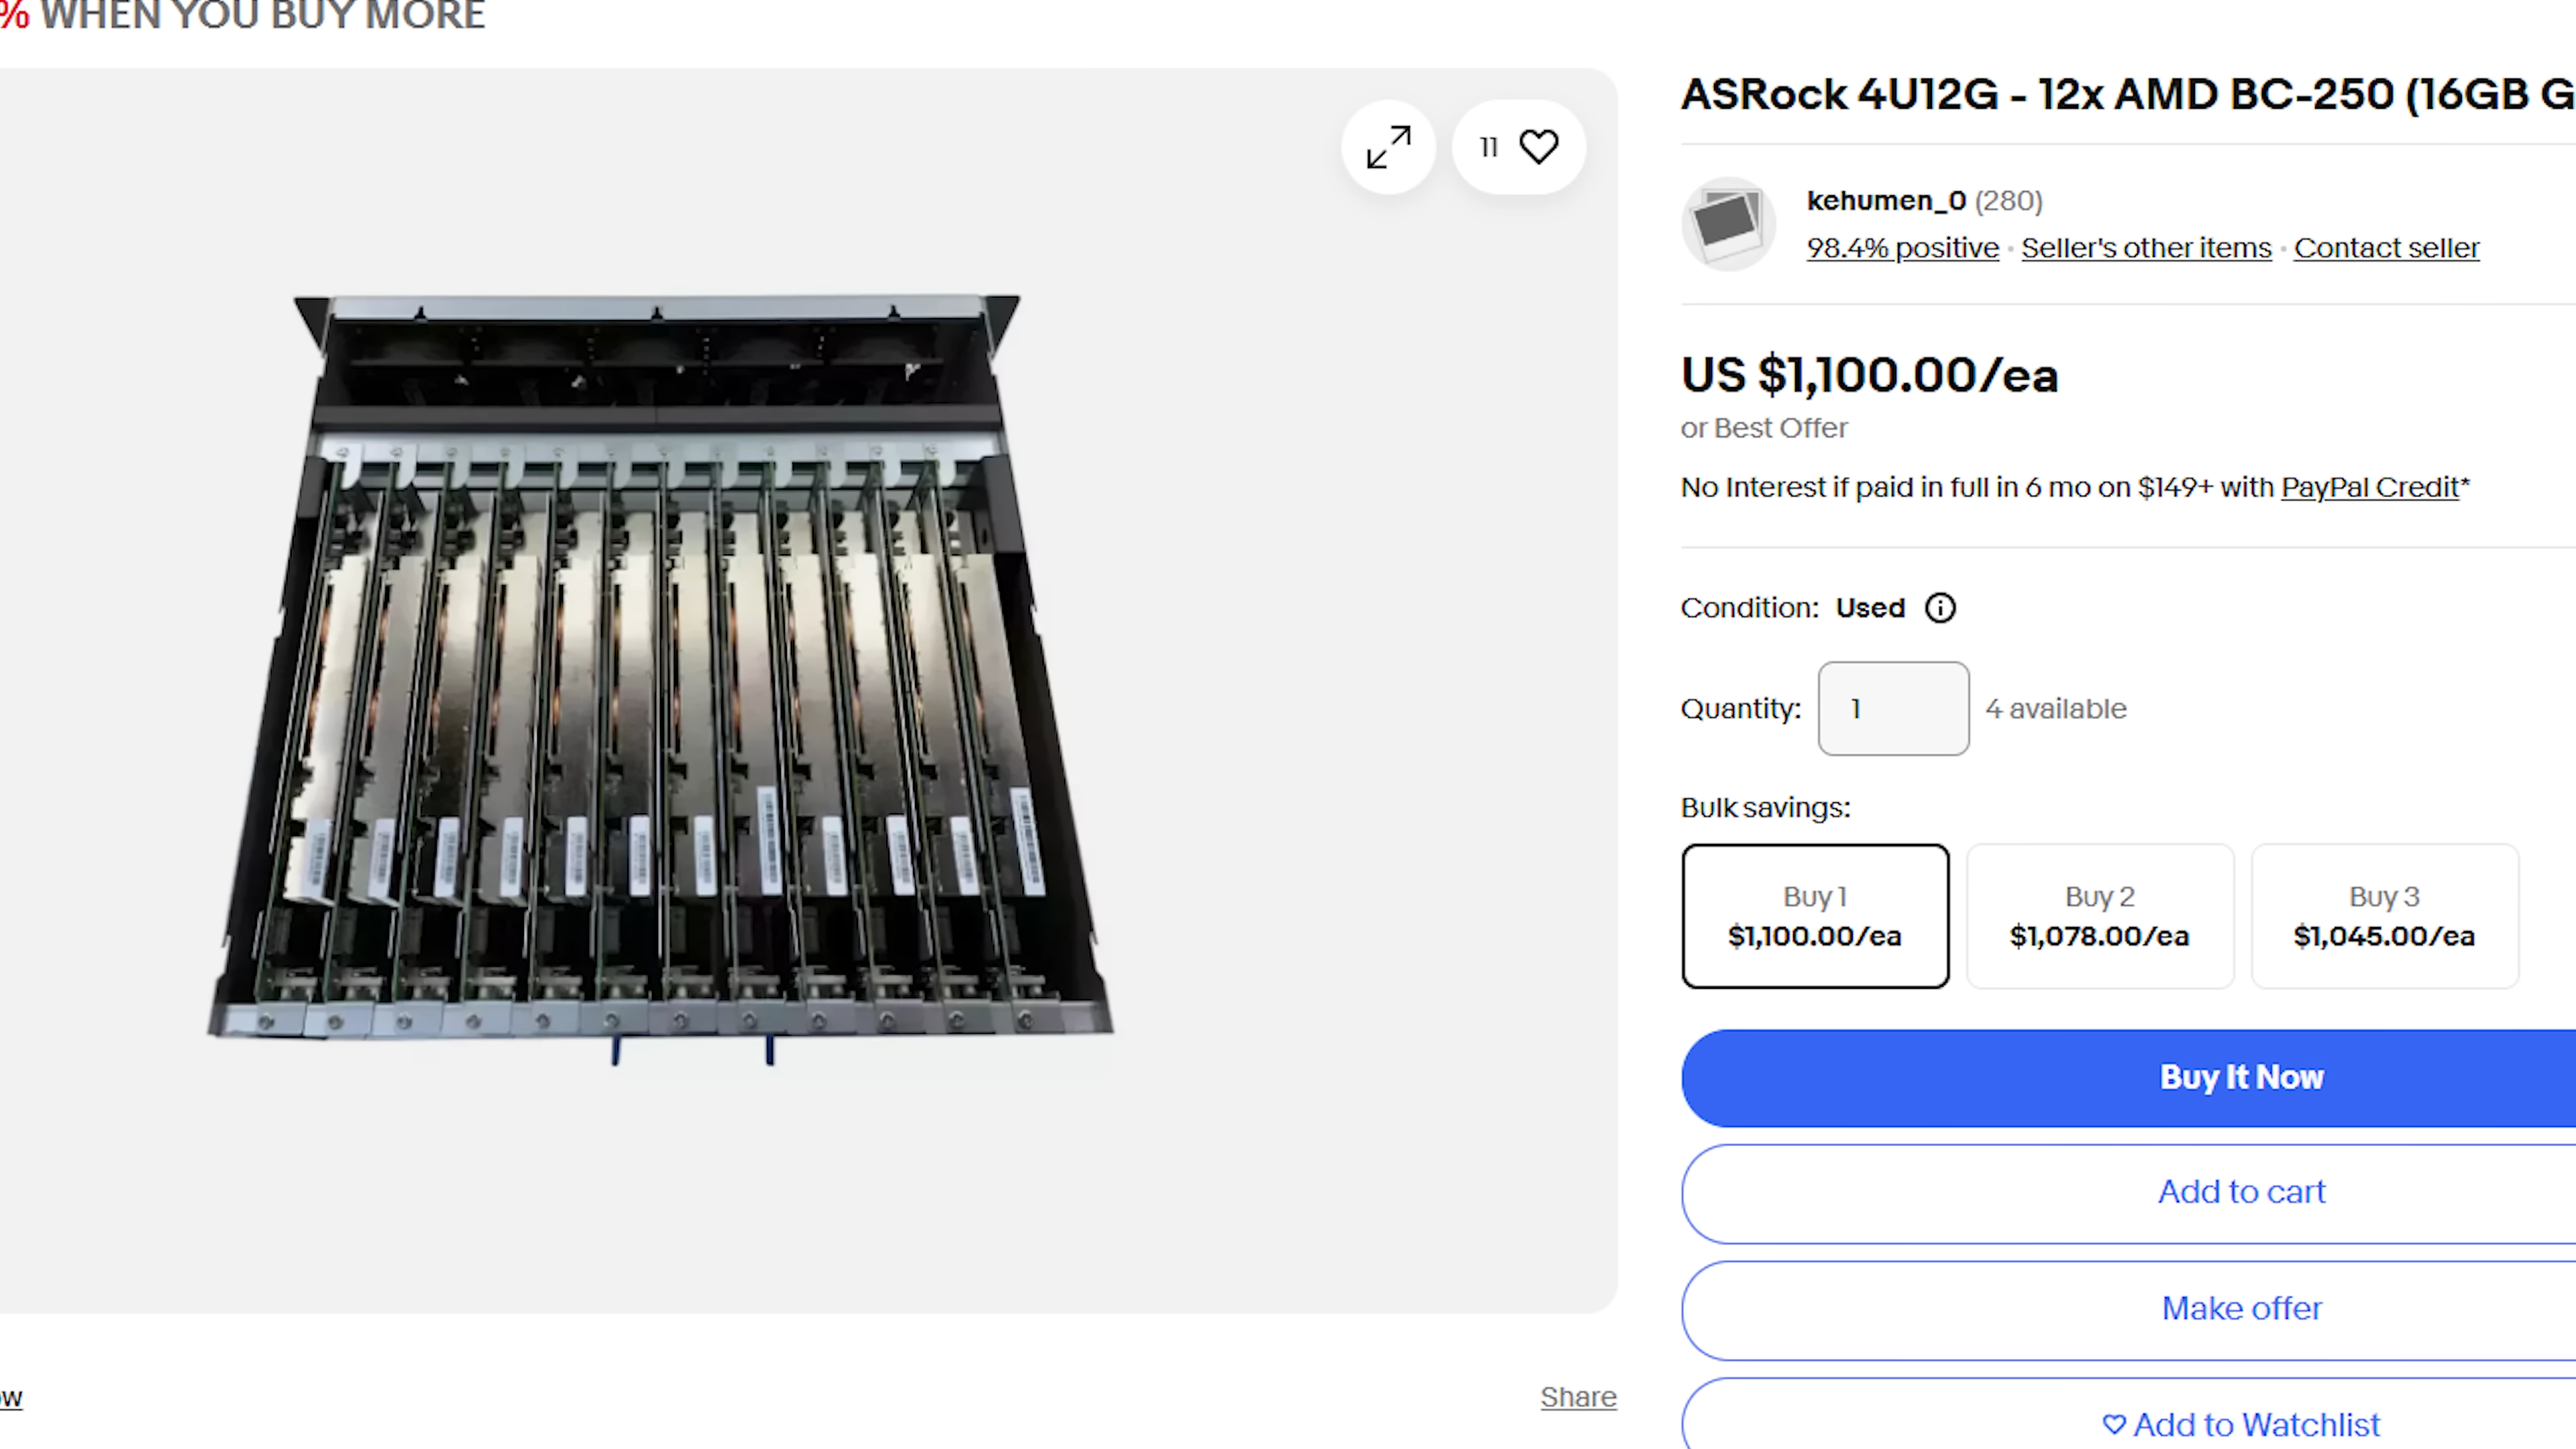 % WHEN YOU BUY MORE
11
ASRock 4U12G - 12x AMD BC-250 (16GB G
kehumen_0 (280)
98.4% positive · Seller's other items · Contact seller
US $1,100.00/ea
or Best Offer
No Interest if paid in full in 6 mo on $149+ with PayPal Credit*
Condition: Used
Quantity: 1 4 available
Bulk savings:
Buy 1 Buy 2 Buy 3
$1,100.00/ea $1,078.00/ea $1,045.00/ea
Buy It Now
Add to cart
Make offer
ow Share
Add to Watchlist